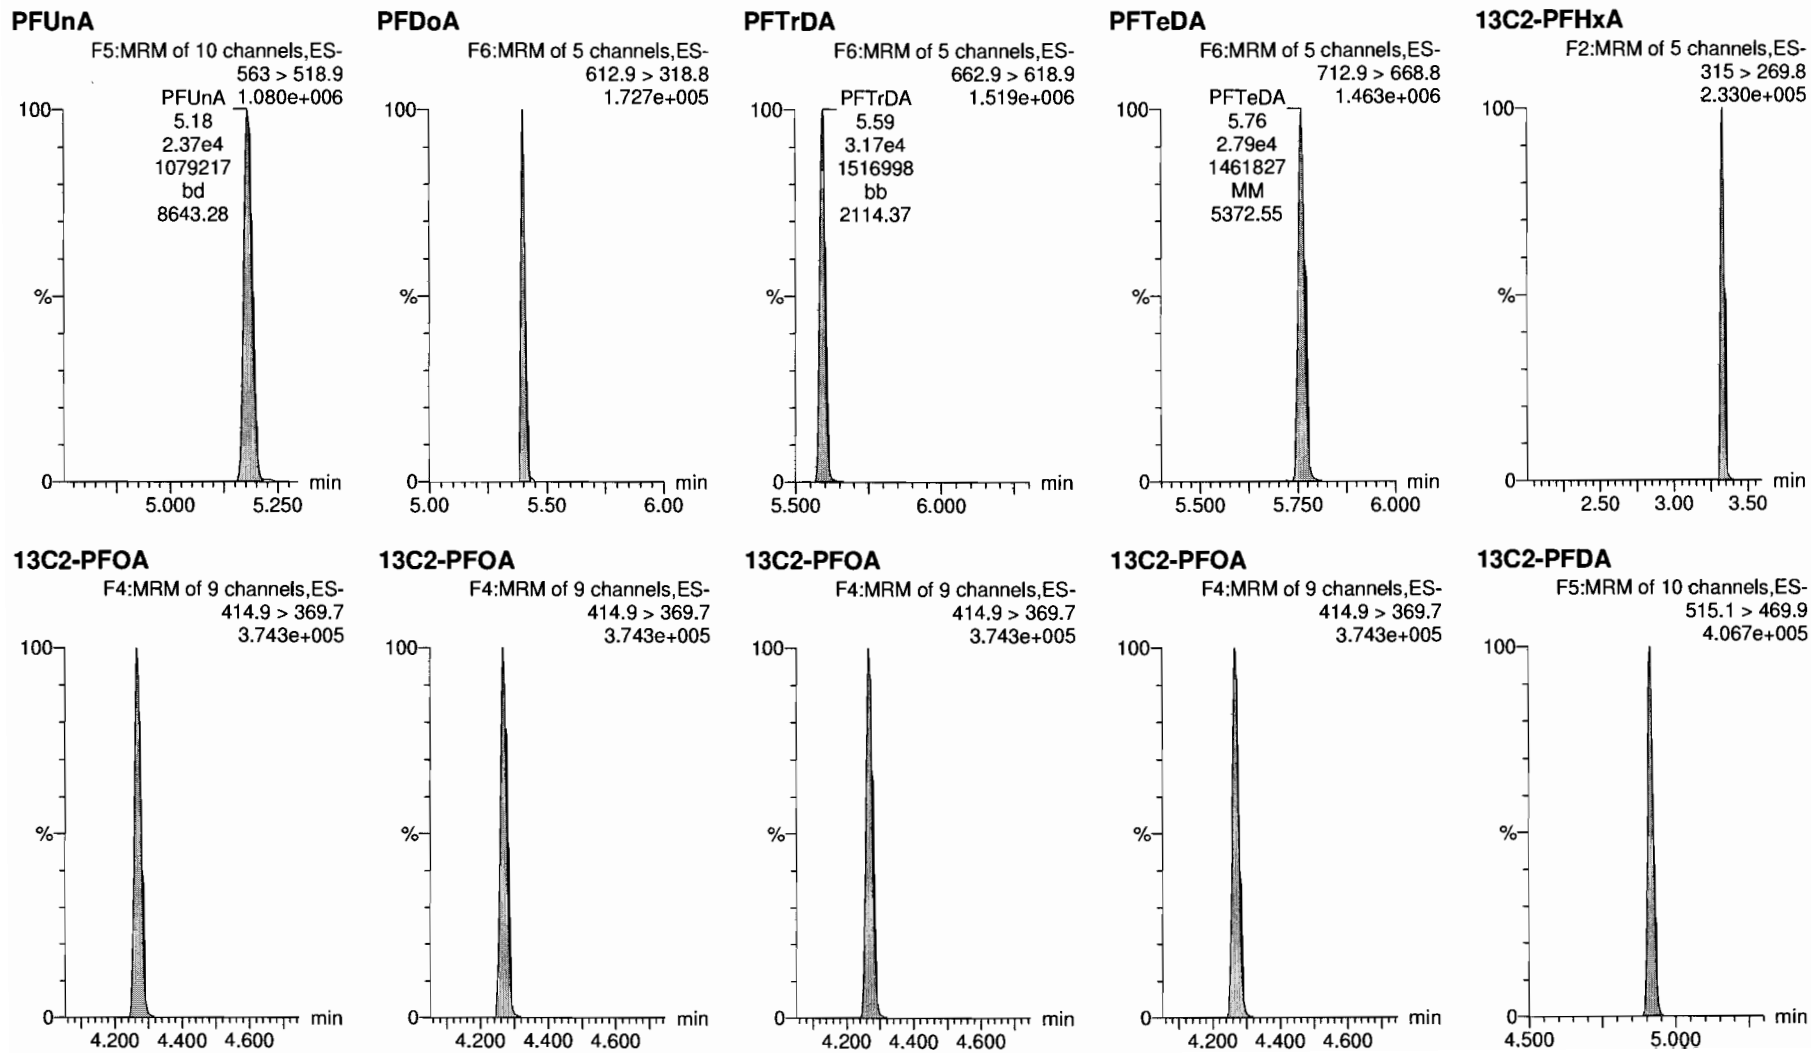 PFUnA
F5:MRM of 10 channels,ES-
563 > 518.9
1.080e+006
PFUnA
5.18
2.37e4
1079217
bd
8643.28
100
%
0
5.000
5.250
min
PFDoA
F6:MRM of 5 channels,ES-
612.9 > 318.8
1.727e+005
100
%
0
5.00
5.50
6.00
min
PFTrDA
F6:MRM of 5 channels,ES-
662.9 > 618.9
1.519e+006
PFTrDA
5.59
3.17e4
1516998
bb
2114.37
100
%
0
5.500
6.000
min
PFTeDA
F6:MRM of 5 channels,ES-
712.9 > 668.8
1.463e+006
PFTeDA
5.76
2.79e4
1461827
MM
5372.55
100
%
0
5.500
5.750
6.000
min
13C2-PFHxA
F2:MRM of 5 channels,ES-
315 > 269.8
2.330e+005
100
%
0
2.50
3.00
3.50
min
13C2-PFOA
F4:MRM of 9 channels,ES-
414.9 > 369.7
3.743e+005
100
%
0
4.200
4.400
4.600
min
13C2-PFOA
F4:MRM of 9 channels,ES-
414.9 > 369.7
3.743e+005
100
%
0
4.200
4.400
4.600
min
13C2-PFOA
F4:MRM of 9 channels,ES-
414.9 > 369.7
3.743e+005
100
%
0
4.200
4.400
4.600
min
13C2-PFOA
F4:MRM of 9 channels,ES-
414.9 > 369.7
3.743e+005
100
%
0
4.200
4.400
4.600
min
13C2-PFDA
F5:MRM of 10 channels,ES-
515.1 > 469.9
4.067e+005
100
%
0
4.500
5.000
min